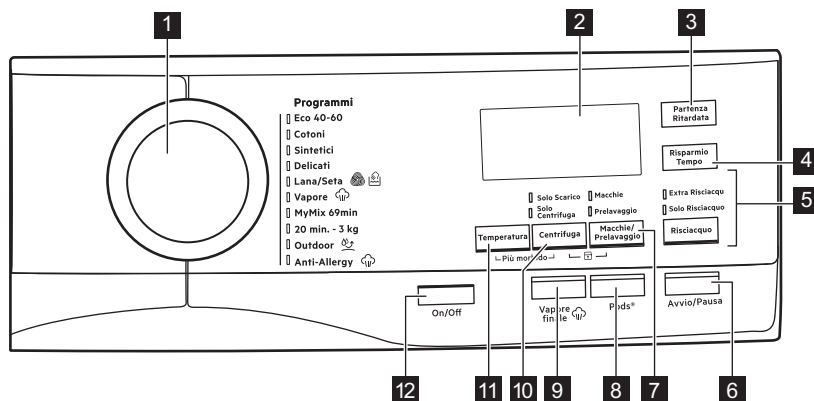 1
2
3
Programmi
Eco 40-60
Cotoni
Sintetici
Delicati
Lana/Seta
Vapore
MyMix 69min
20 min. - 3 kg
Outdoor
Anti-Allergy
Partenza
Ritardata
Risparmio
Tempo
4
5
Solo Scarico
Solo
Centrifuga
Macchie
Prelavaggio
Extra Risciacqu
Solo Risciacquo
Temperatura
Centrifuga
Macchie/
Prelavaggio
Risciacquo
Più morbido
On/Off
Vapore
finale
Pods®
Avvio/Pausa
12
11
10
9
8
7
6